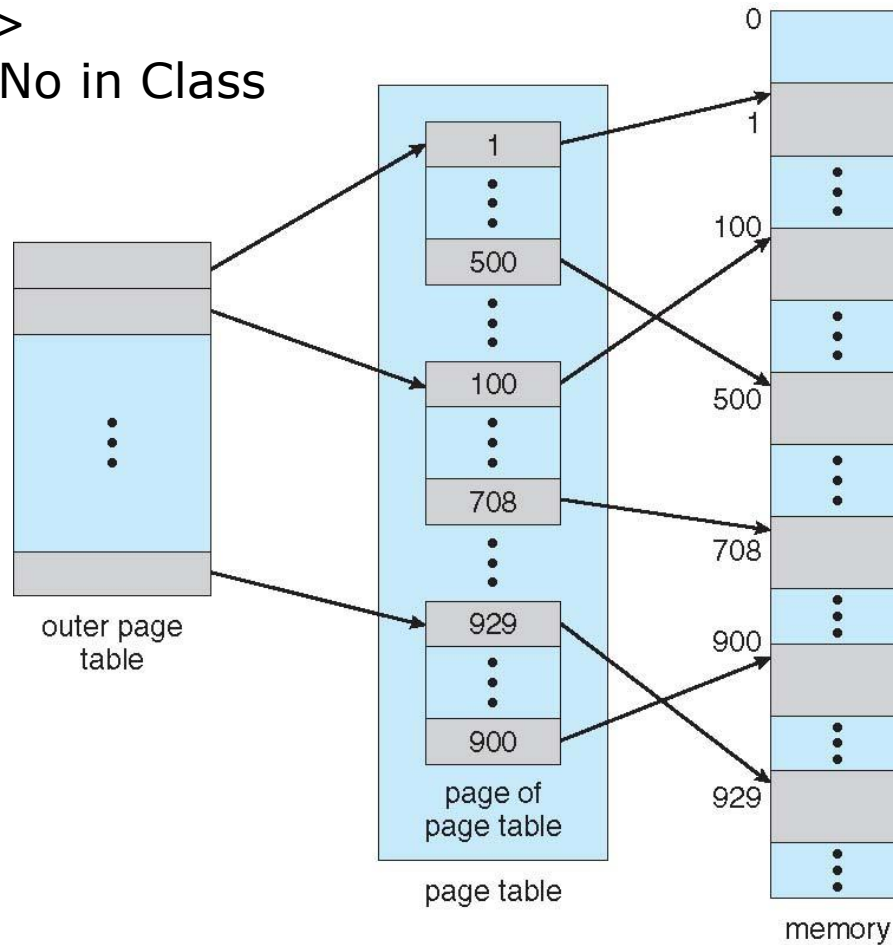 >
No in Class
outer page
table
1
500
100
708
929
900
page of
page table
page table
0
1
100
500
708
900
929
memory